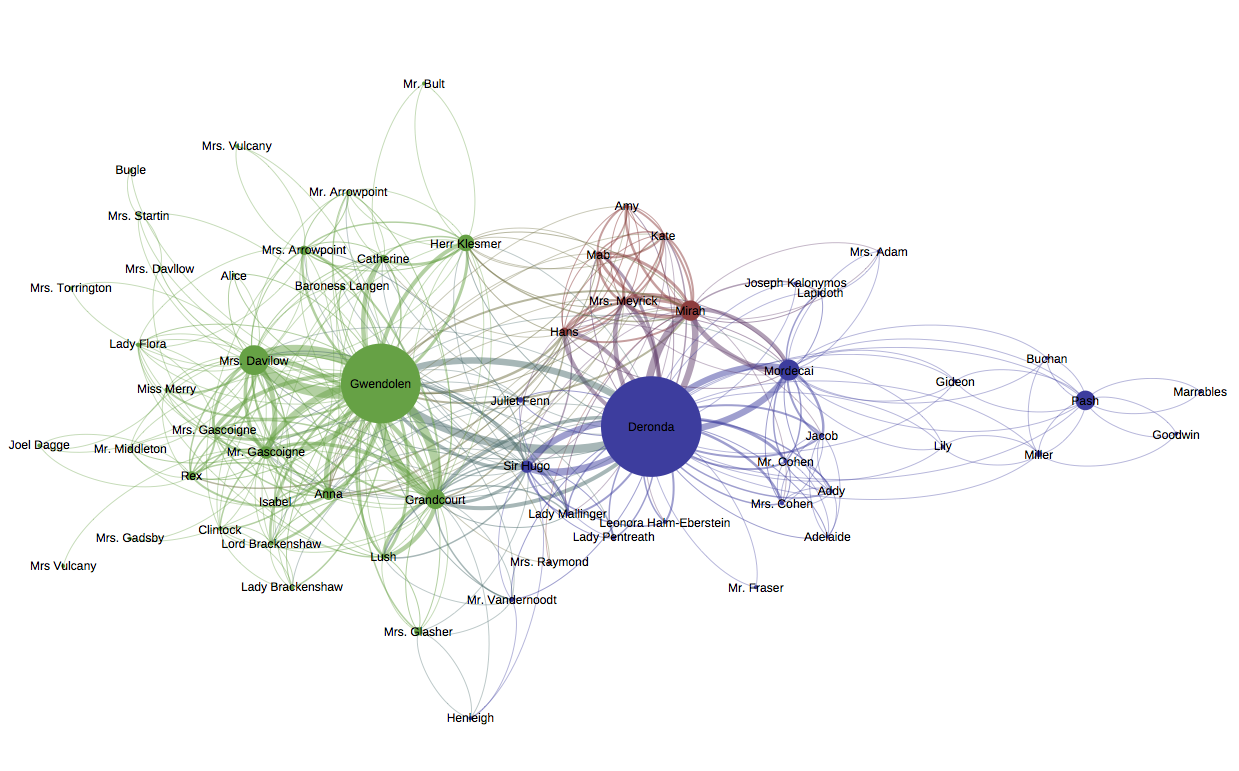 Mr. Bult
Mrs. Vulcany
Bugle
Mr. Arrowpoint
Amy
Mrs. Startin
Kate
Herr Klesmer
Mrs. Arrowpoint
Mrs. Adam
Mab
Catherine
Mrs. Davllow
Alice
Joseph Kalonymos
Baroness Langen
Mrs. Torrington
Lapidoth
Mrs. Meyrick
Mirah
Hans
Lady Flora
Buchan
Mrs. Davilow
Mordecai
Gideon
Gwendolen
Miss Merry
Marrables
Juliet Fenn
Pash
Deronda
Mrs. Gascoigne
Goodwin
Jacob
Joel Dagge
Lily
Mr. Middleton
Mr. Gascoigne
Miller
Mr. Cohen
Sir Hugo
Rex
Addy
Anna
Grandcourt
Isabel
Mrs. Cohen
Lady Mallinger
Leonora Halm-Eberstein
Clintock
Mrs. Gadsby
Lady Pentreath
Adelaide
Lord Brackenshaw
Lush
Mrs. Raymond
Mrs Vulcany
Lady Brackenshaw
Mr. Fraser
Mr. Vandernoodt
Mrs. Glasher
Henleigh